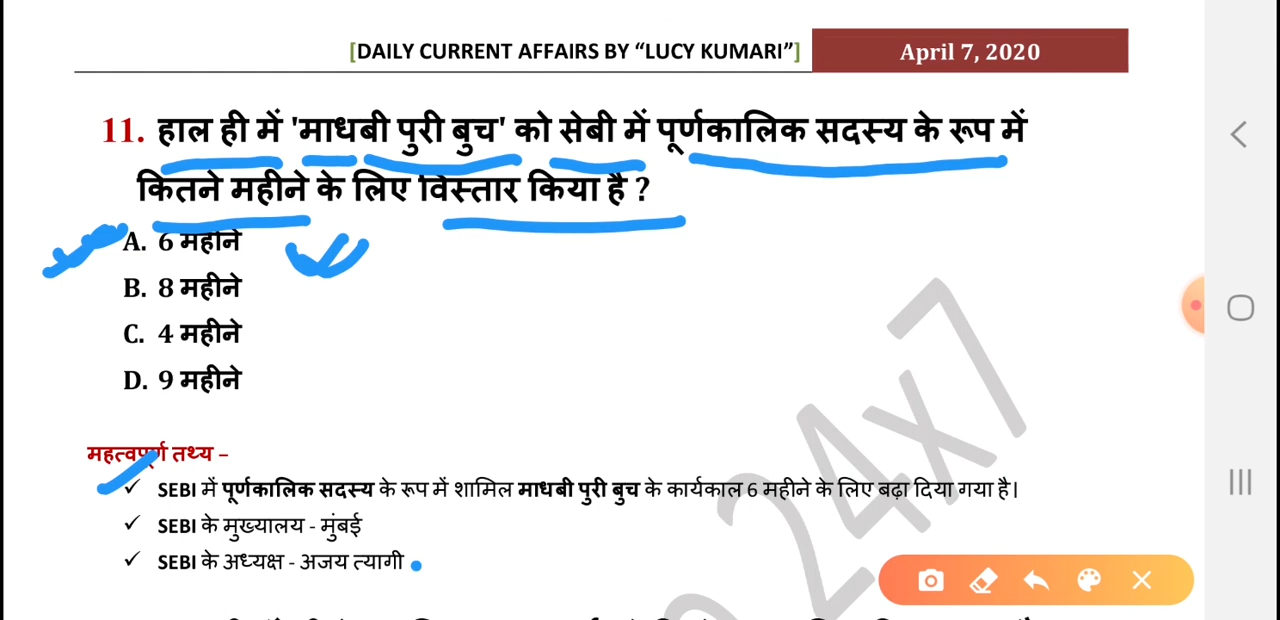 [DAILY CURRENT AFFAIRS BY “LUCY KUMARI”] April 7, 2020
11. हाल ही में 'माधबी पुरी बुच' को सेबी में पूर्णकालिक सदस्य के रूप में
कितने महीने के लिए विस्तार किया है ?
A. 6 महीने
B. 8 महीने
C. 4 महीने
D. 9 महीने
महत्वपूर्ण तथ्य –
✓ SEBI में पूर्णकालिक सदस्य के रूप में शामिल माधबी पुरी बुच के कार्यकाल 6 महीने के लिए बढ़ा दिया गया है।
✓ SEBI के मुख्यालय - मुंबई
✓ SEBI के अध्यक्ष - अजय त्यागी
24x7